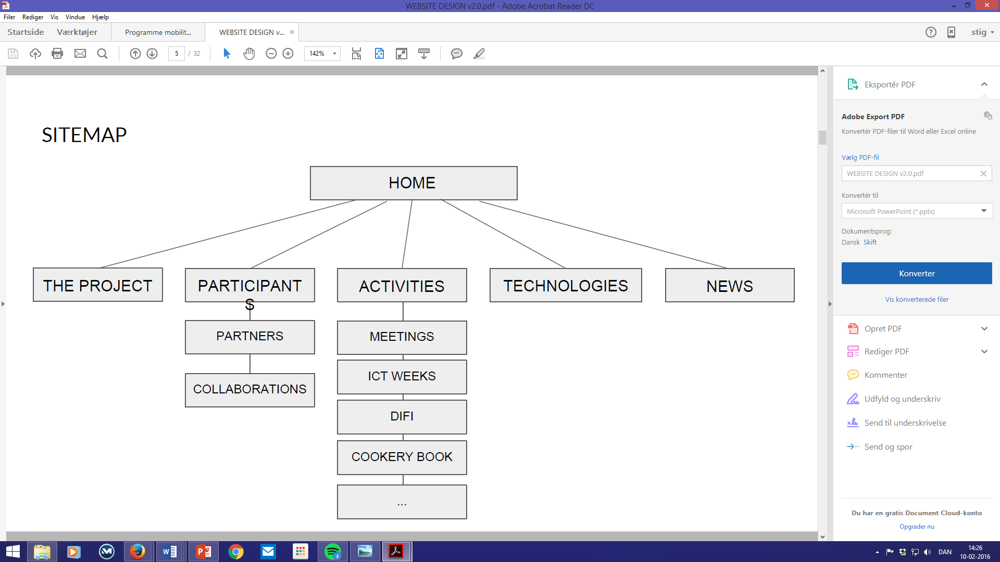 WEBSITE DESIGN v2.0.pdf - Adobe Acrobat Reader DC
Filer Rediger Vis Vindue Hjælp
Startside Værktøjer Programme mobilit... WEBSITE DESIGN v... × stig
5 / 32 142%
SITEMAP
HOME
THE PROJECT PARTICIPANT ACTIVITIES TECHNOLOGIES NEWS
S
PARTNERS MEETINGS
ICT WEEKS
COLLABORATIONS
DIFI
COOKERY BOOK
...
Eksportér PDF
Adobe Export PDF
Konvertér PDF-filer til Word eller Excel online
Vælg PDF-fil
WEBSITE DESIGN v2.0.pdf
Konvertér til
Microsoft PowerPoint (*.pptx)
Dokumentsprog:
Dansk Skift
Konverter
Vis konverterede filer
Opret PDF
Rediger PDF
Kommenter
Udfyld og underskriv
Send til underskrivelse
Send og spor
Du har en gratis Document Cloud-konto
Opgrader nu
4
DAN
14:26
10-02-2016